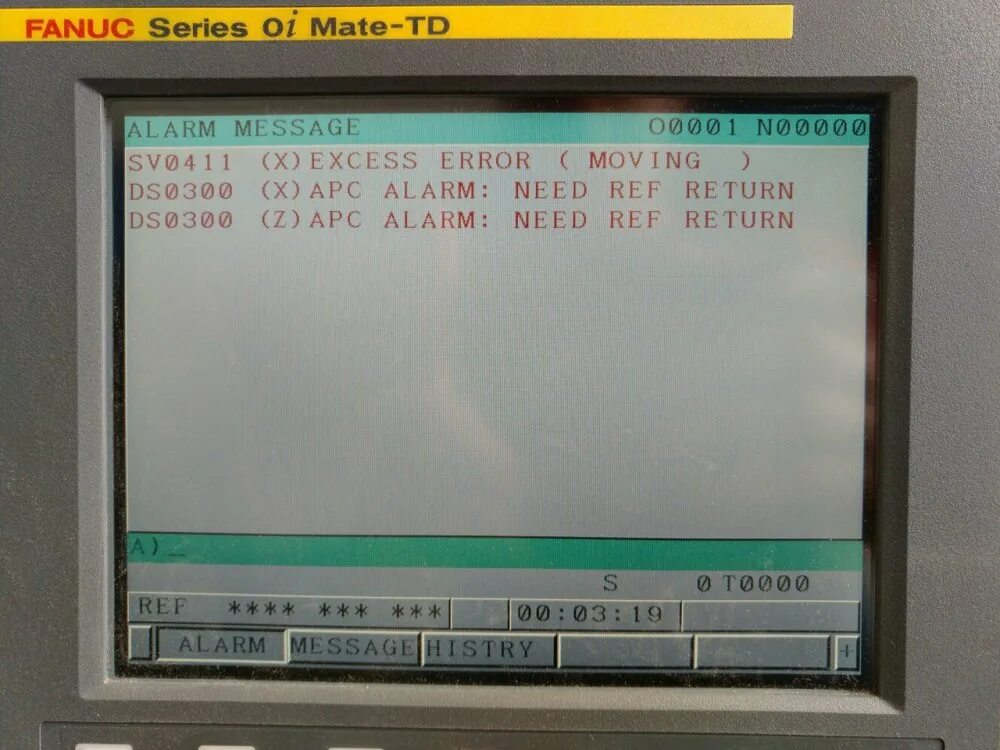 FANUC Series 0i Mate-TD
ALARM MESSAGE O0001 N00000
SV0411 (X)EXCESS ERROR ( MOVING )
DS0300 (X)APC ALARM: NEED REF RETURN
DS0300 (Z)APC ALARM: NEED REF RETURN
A)_
S 0 T0000
REF **** *** *** 00:03:19
ALARM MESSAGE HISTRY +